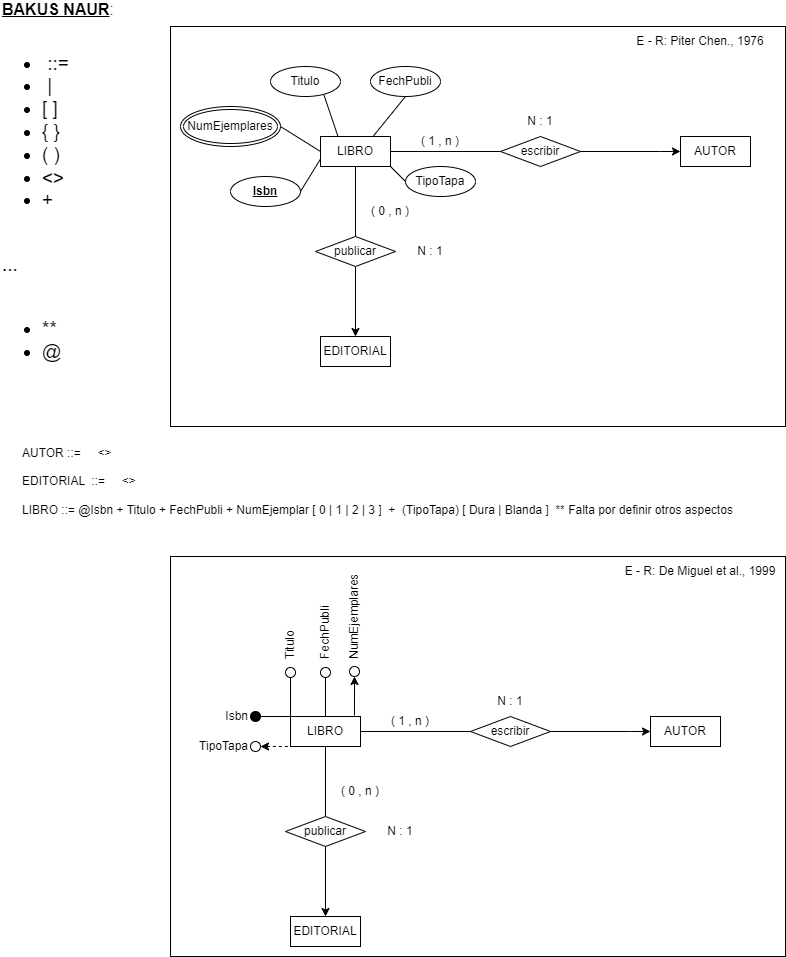 BAKUS NAUR:
::=
|
[ ]
{ }
( )
<>
+
...
**
@
E - R: Piter Chen., 1976
Titulo
FechPubli
NumEjemplares
N : 1
LIBRO
( 1 , n )
escribir
AUTOR
Isbn
TipoTapa
( 0 , n )
publicar
N : 1
EDITORIAL
AUTOR ::= <>
EDITORIAL ::= <>
LIBRO ::= @Isbn + Titulo + FechPubli + NumEjemplar [ 0 | 1 | 2 | 3 ] + (TipoTapa) [ Dura | Blanda ] ** Falta por definir otros aspectos
E - R: De Miguel et al., 1999
Titulo
FechPubli
NumEjemplares
N : 1
Isbn
LIBRO
( 1 , n )
escribir
AUTOR
TipoTapa
( 0 , n )
publicar
N : 1
EDITORIAL